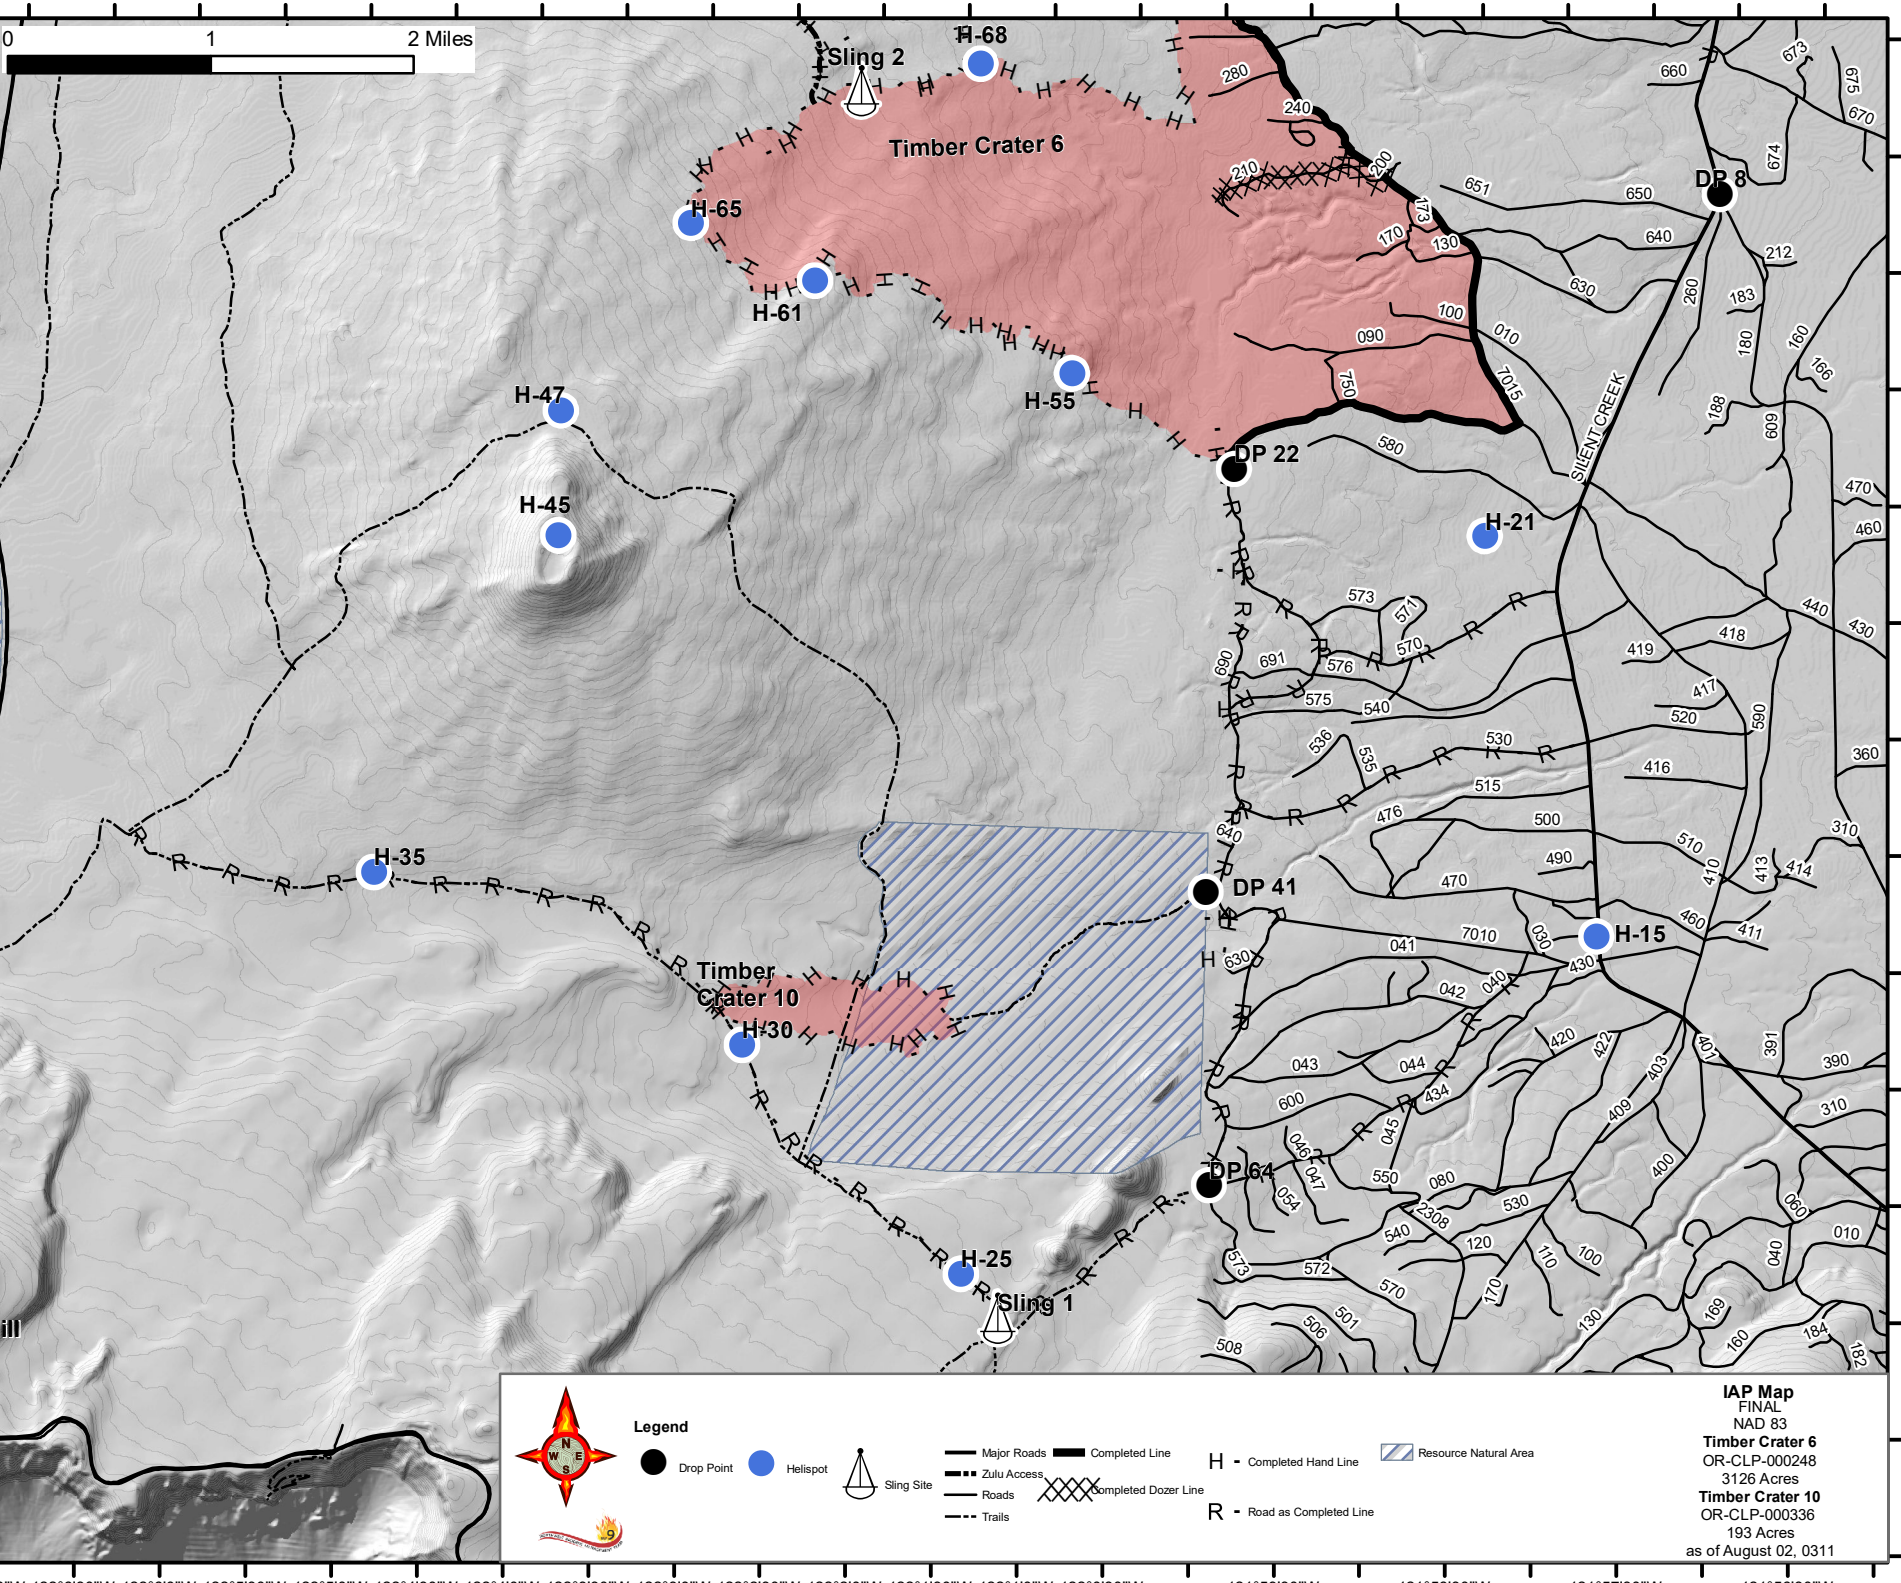 0 1 2 Miles
Sling 2
H-68
Timber Crater 6
H-65
H-61
H-55
H-47
H-45
DP 22
H-21
DP 8
SILENT CREEK
H-35
DP 41
H-15
Timber
Crater 10
H-30
DP 64
H-25
Sling 1
ill
280
240
210
200
173
170
130
100
090
010
750
7015
580
660
673
675
670
674
651
650
640
630
212
260
183
180
160
166
188
609
470
460
440
430
573
571
570
576
691
690
575
540
418
419
417
520
590
536
535
530
515
416
360
476
500
510
310
640
490
470
410
413
414
460
411
7010
030
041
430
630
042
040
043
044
434
600
045
046
047
054
550
080
420
422
403
401
391
390
409
310
400
2308
530
540
120
110
100
060
010
040
573
572
570
170
130
169
160
184
182
501
506
508
N
W E
S
9
Legend
Drop Point
Helispot
Sling Site
Major Roads
Zulu Access
Roads
Trails
Completed Line
Completed Dozer Line
H - Completed Hand Line
R - Road as Completed Line
Resource Natural Area
IAP Map
FINAL
NAD 83
Timber Crater 6
OR-CLP-000248
3126 Acres
Timber Crater 10
OR-CLP-000336
193 Acres
as of August 02, 0311